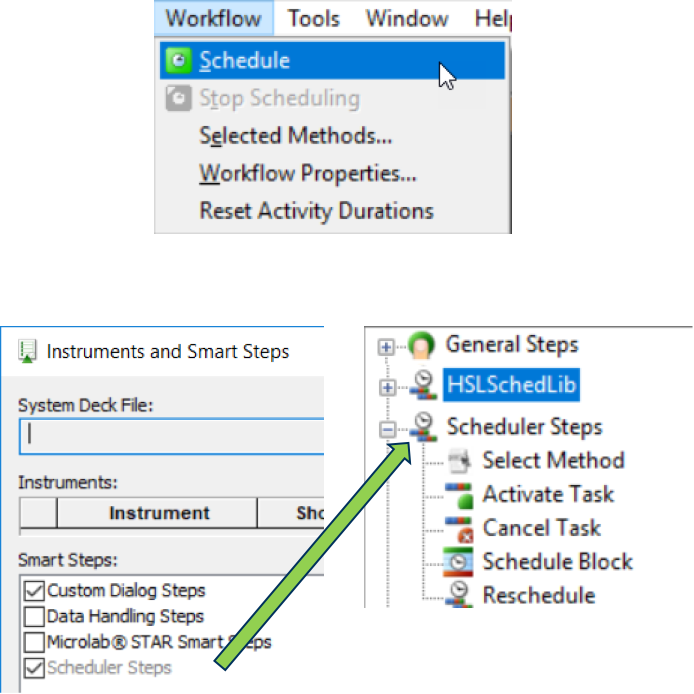 Workflow Tools Window Help
Schedule
Stop Scheduling
Selected Methods...
Workflow Properties...
Reset Activity Durations
Instruments and Smart Steps
System Deck File:
Instruments:
Instrument Sho
Smart Steps:
Custom Dialog Steps
Data Handling Steps
Microlab® STAR Smart Steps
Scheduler Steps
General Steps
HSLSchedLib
Scheduler Steps
Select Method
Activate Task
Cancel Task
Schedule Block
Reschedule